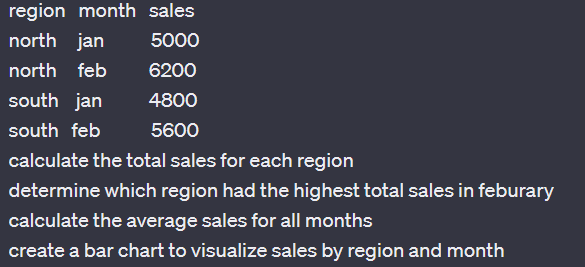 region month sales
north jan 5000
north feb 6200
south jan 4800
south feb 5600
calculate the total sales for each region
determine which region had the highest total sales in feburary
calculate the average sales for all months
create a bar chart to visualize sales by region and month